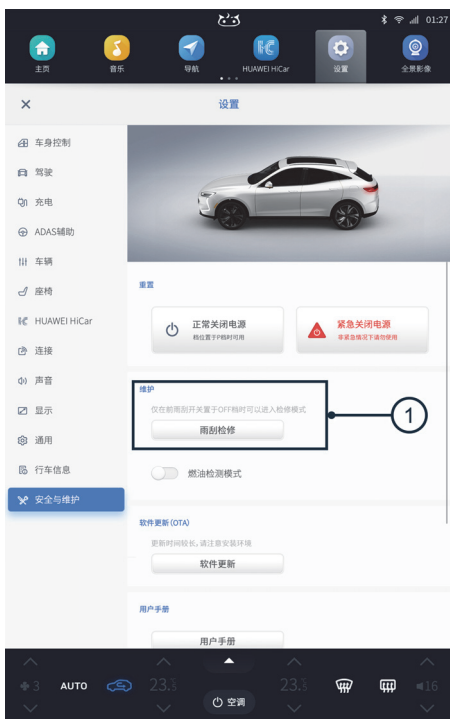 01:27
主页 音乐 导航 HUAWEI HiCar 设置 全景影像
设置
车身控制
驾驶
充电
ADAS辅助
车辆
座椅
HUAWEI HiCar
连接
声音
显示
通用
行车信息
安全与维护
重置
正常关闭电源
档位置于P档时可用
紧急关闭电源
非紧急情况下请勿使用
维护
仅在前雨刮开关置于OFF档时可以进入检修模式
雨刮检修
1
燃油检测模式
软件更新(OTA)
更新时间较长,请注意安装环境
软件更新
用户手册
用户手册
3 AUTO 23.5 23.5 16
空调